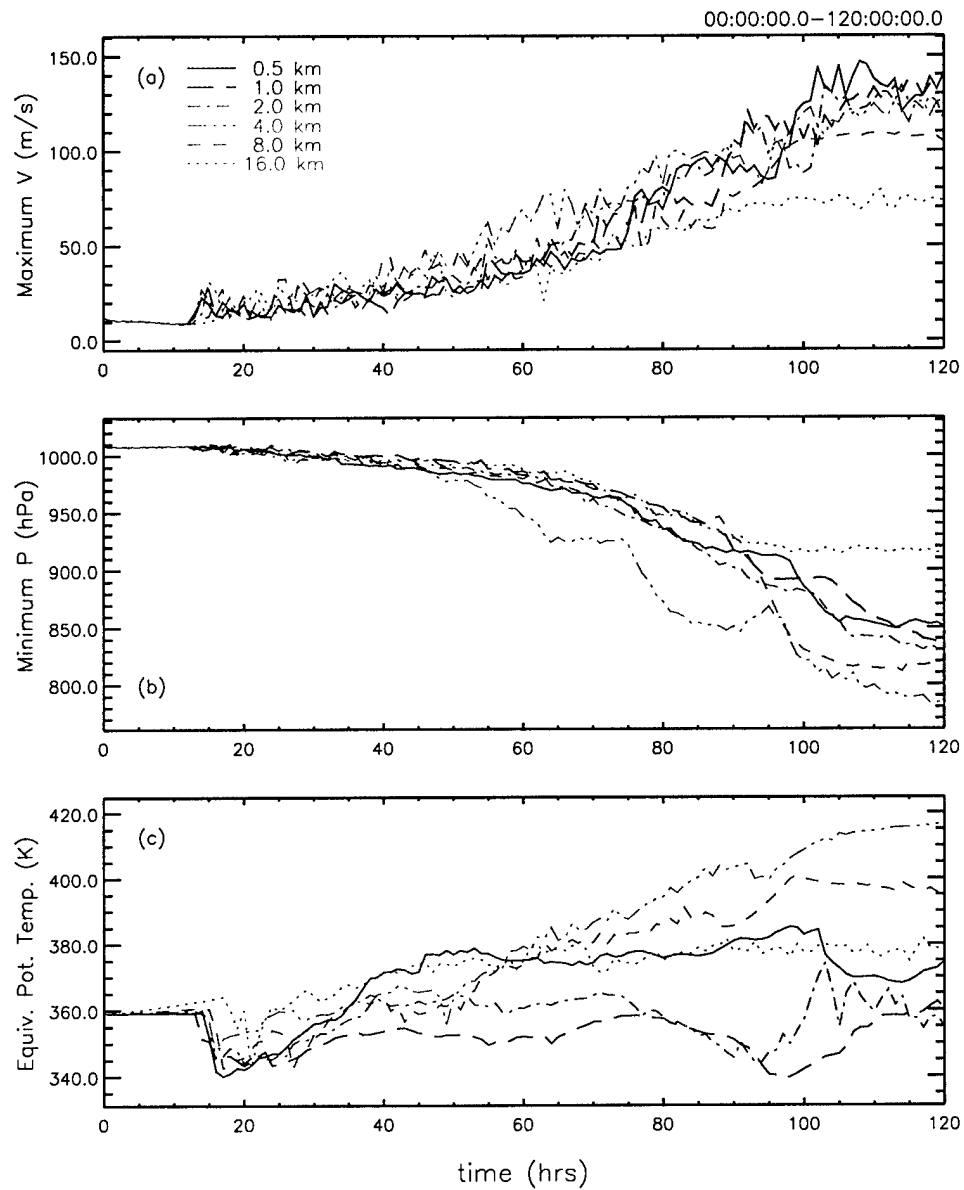 00:00:00.0–120:00:00.0
150.0
100.0
50.0
0.0
Maximum V (m/s)
(a)
0.5 km
1.0 km
2.0 km
4.0 km
8.0 km
16.0 km
0 20 40 60 80 100 120
1000.0
950.0
900.0
850.0
800.0
Minimum P (hPa)
(b)
0 20 40 60 80 100 120
420.0
400.0
380.0
360.0
340.0
Equiv. Pot. Temp. (K)
(c)
0 20 40 60 80 100 120
time (hrs)